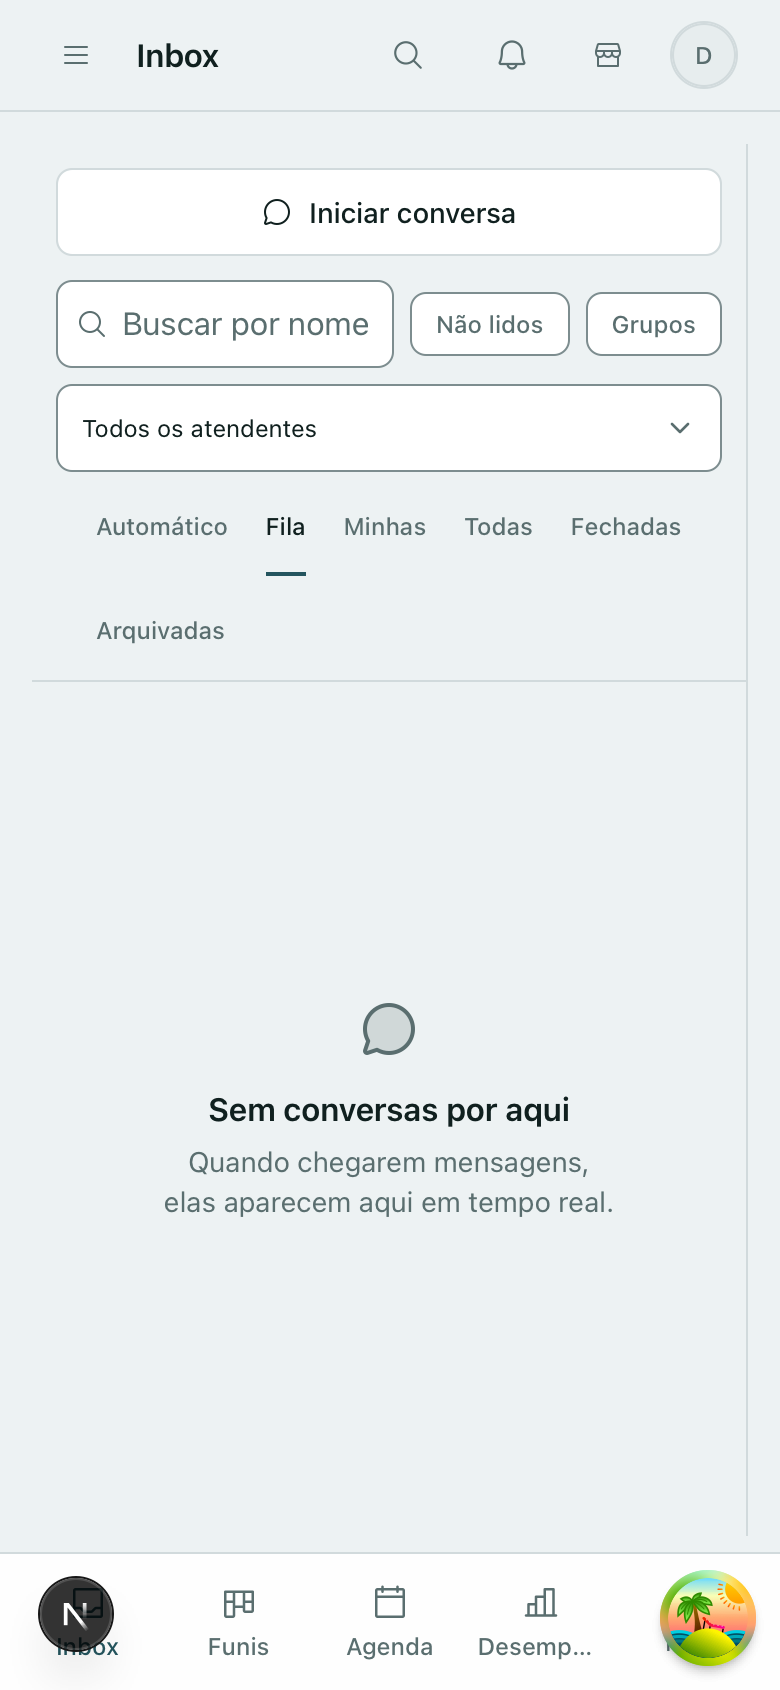 Inbox
D
Iniciar conversa
Buscar por nome
Não lidos
Grupos
Todos os atendentes
Automático
Fila
Minhas
Todas
Fechadas
Arquivadas
Sem conversas por aqui
Quando chegarem mensagens,
elas aparecem aqui em tempo real.
N
Inbox
Funis
Agenda
Desemp...